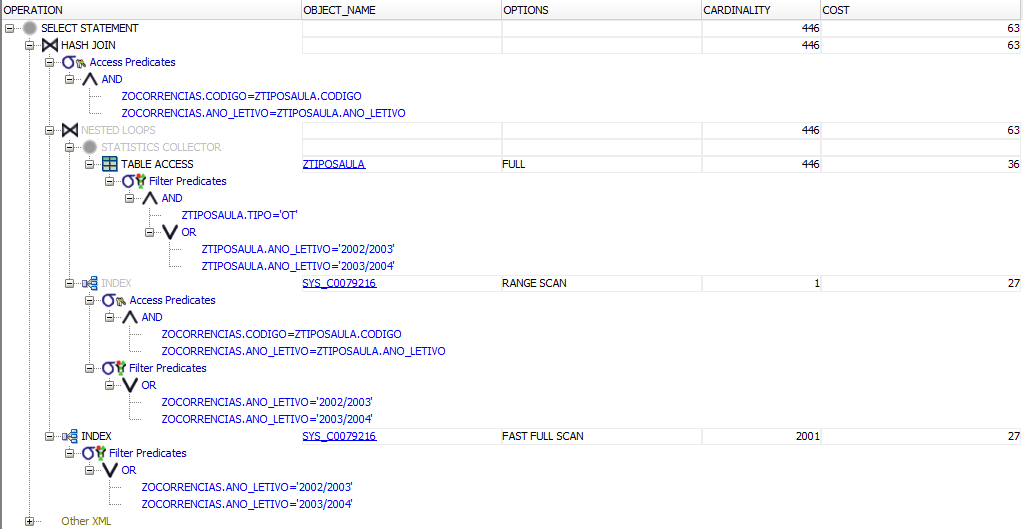 OPERATION OBJECT_NAME OPTIONS CARDINALITY COST
SELECT STATEMENT 446 63
HASH JOIN 446 63
Access Predicates
AND
ZOCORRENCIAS.CODIGO=ZTIPOSAULA.CODIGO
ZOCORRENCIAS.ANO_LETIVO=ZTIPOSAULA.ANO_LETIVO
NESTED LOOPS 446 63
STATISTICS COLLECTOR
TABLE ACCESS ZTIPOSAULA FULL 446 36
Filter Predicates
AND
ZTIPOSAULA.TIPO='OT'
OR
ZTIPOSAULA.ANO_LETIVO='2002/2003'
ZTIPOSAULA.ANO_LETIVO='2003/2004'
INDEX SYS_C0079216 RANGE SCAN 1 27
Access Predicates
AND
ZOCORRENCIAS.CODIGO=ZTIPOSAULA.CODIGO
ZOCORRENCIAS.ANO_LETIVO=ZTIPOSAULA.ANO_LETIVO
Filter Predicates
OR
ZOCORRENCIAS.ANO_LETIVO='2002/2003'
ZOCORRENCIAS.ANO_LETIVO='2003/2004'
INDEX SYS_C0079216 FAST FULL SCAN 2001 27
Filter Predicates
OR
ZOCORRENCIAS.ANO_LETIVO='2002/2003'
ZOCORRENCIAS.ANO_LETIVO='2003/2004'
Other XML